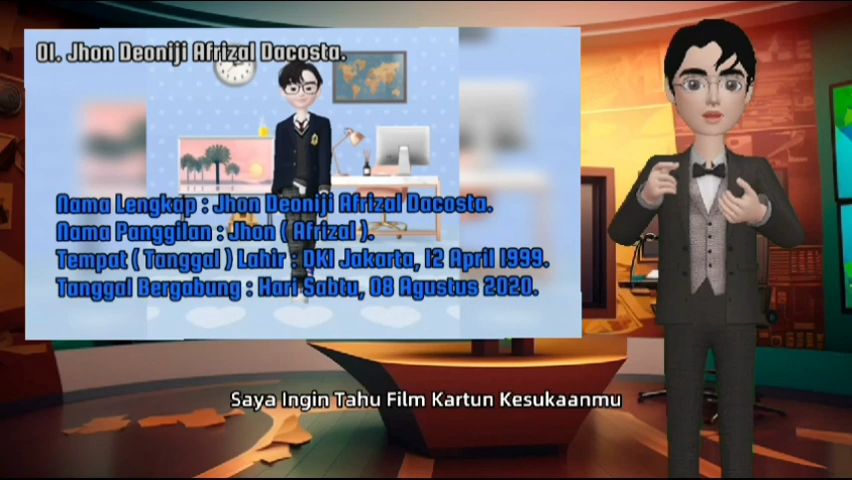 01. Jhon Deoniji Afrizal Dacosta.
Nama Lengkap : Jhon Deoniji Afrizal Dacosta.
Nama Panggilan : Jhon ( Afrizal ).
Tempat ( Tanggal ) Lahir : DKI Jakarta, 12 April 1999.
Tanggal Bergabung : Hari Sabtu, 08 Agustus 2020.
Saya Ingin Tahu Film Kartun Kesukaanmu